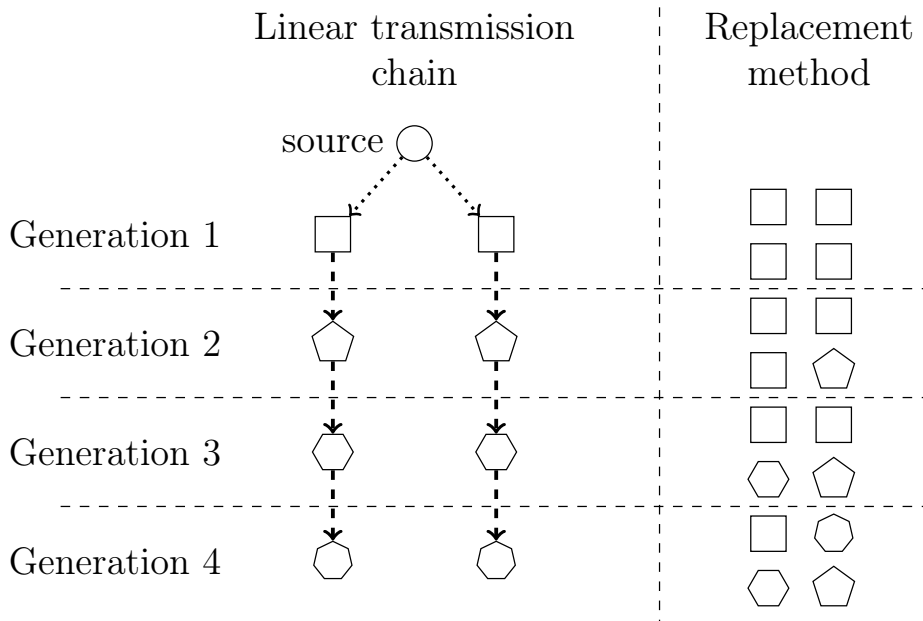 Linear transmission
chain
Replacement
method
source
Generation 1
Generation 2
Generation 3
Generation 4